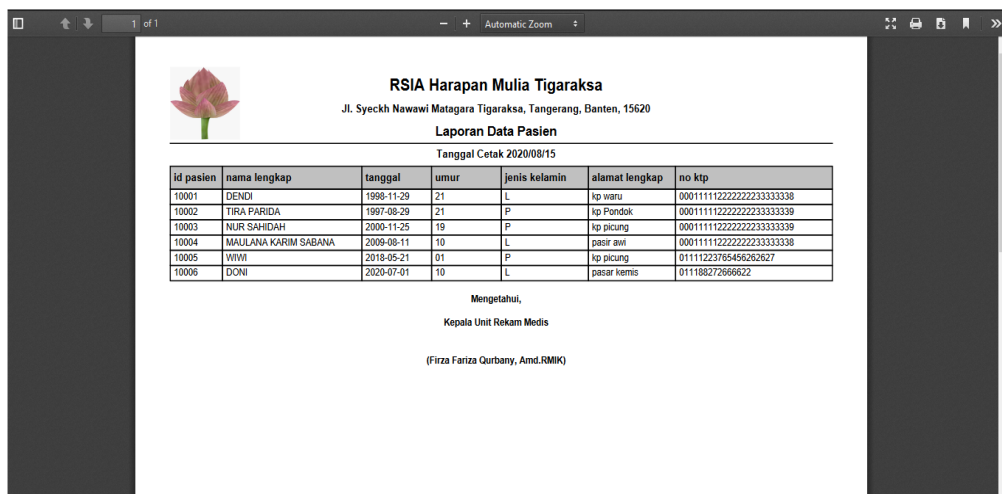 1 of 1 − + Automatic Zoom
RSIA Harapan Mulia Tigaraksa
Jl. Syeckh Nawawi Matagara Tigaraksa, Tangerang, Banten, 15620
Laporan Data Pasien
Tanggal Cetak 2020/08/15
id pasien nama lengkap tanggal umur jenis kelamin alamat lengkap no ktp
10001 DENDI 1998-11-29 21 L kp waru
10002 TIRA PARIDA 1997-08-29 21 P kp Pondok
10003 NUR SAHIDAH 2000-11-25 19 P kp picung
10004 MAULANA KARIM SABANA 2009-08-11 10 L pasir awi
10005 WIWI 2018-05-21 01 P kp picung 01111223765456262627
10006 DONI 2020-07-01 10 L pasar kemis 011188272666622
Mengetahui,
Kepala Unit Rekam Medis
(Firza Fariza Qurbany, Amd.RMIK)